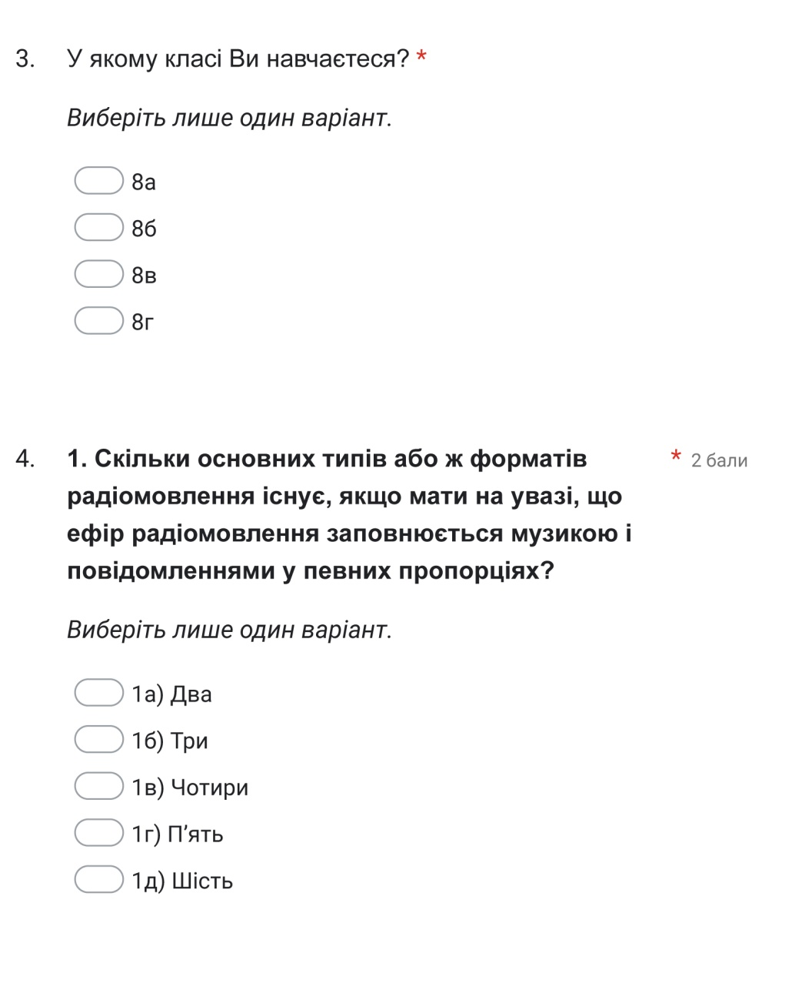 3. У якому класі Ви навчаєтеся? *
Виберіть лише один варіант.
8а
8б
8в
8г
4. 1. Скільки основних типів або ж форматів * 2 бали
радіомовлення існує, якщо мати на увазі, що
ефір радіомовлення заповнюється музикою і
повідомленнями у певних пропорціях?
Виберіть лише один варіант.
1а) Два
1б) Три
1в) Чотири
1г) П’ять
1д) Шість